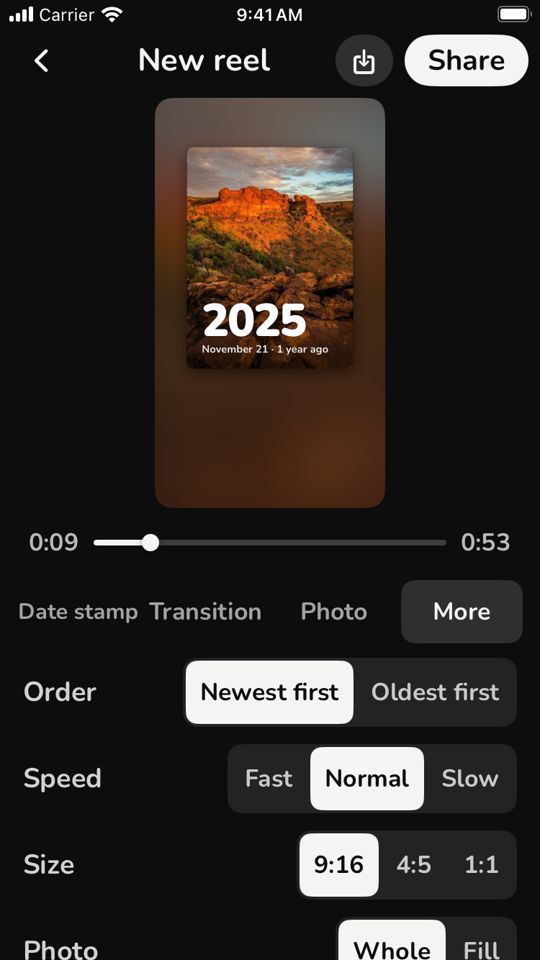 Carrier 9:41 AM
New reel
Share
2025
November 21 · 1 year ago
0:09
0:53
Date stamp Transition Photo More
Order Newest first Oldest first
Speed Fast Normal Slow
Size 9:16 4:5 1:1
Photo Whole Fill